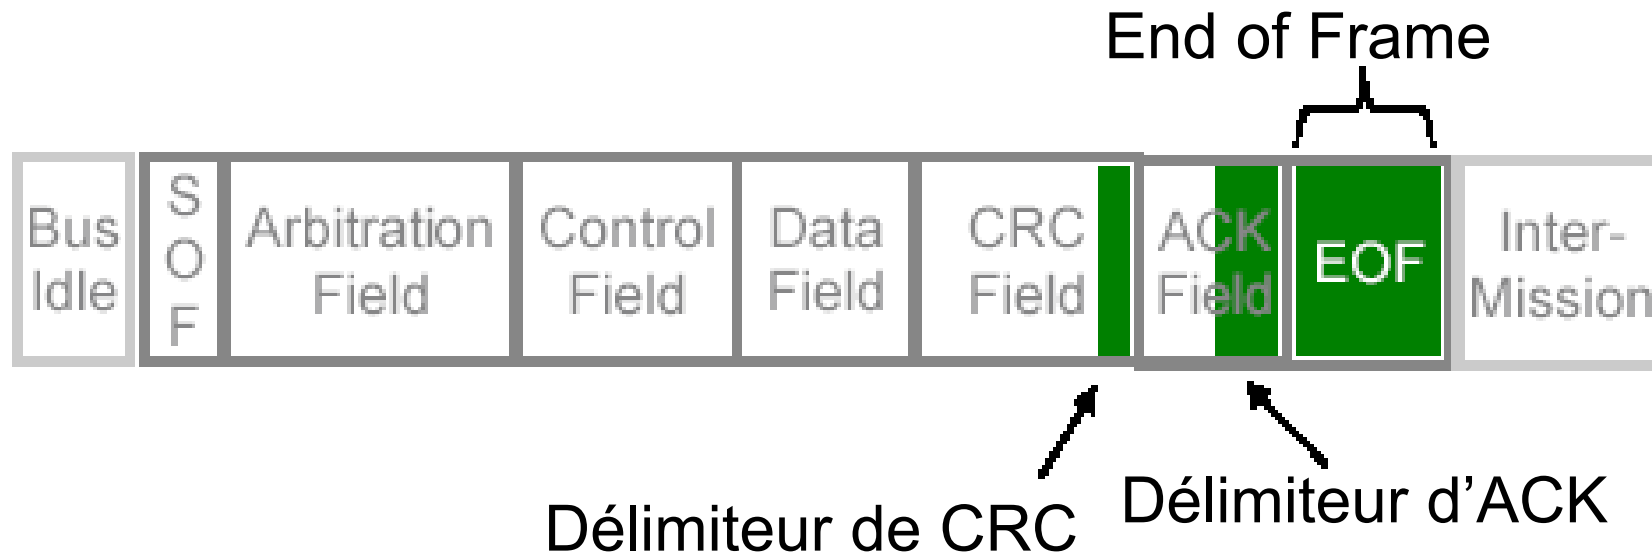 End of Frame
Bus
Idle
S
O
F
Arbitration
Field
Control
Field
Data
Field
CRC
Field
ACK
Field
EOF
Inter-
Mission
Délimiteur de CRC
Délimiteur d’ACK